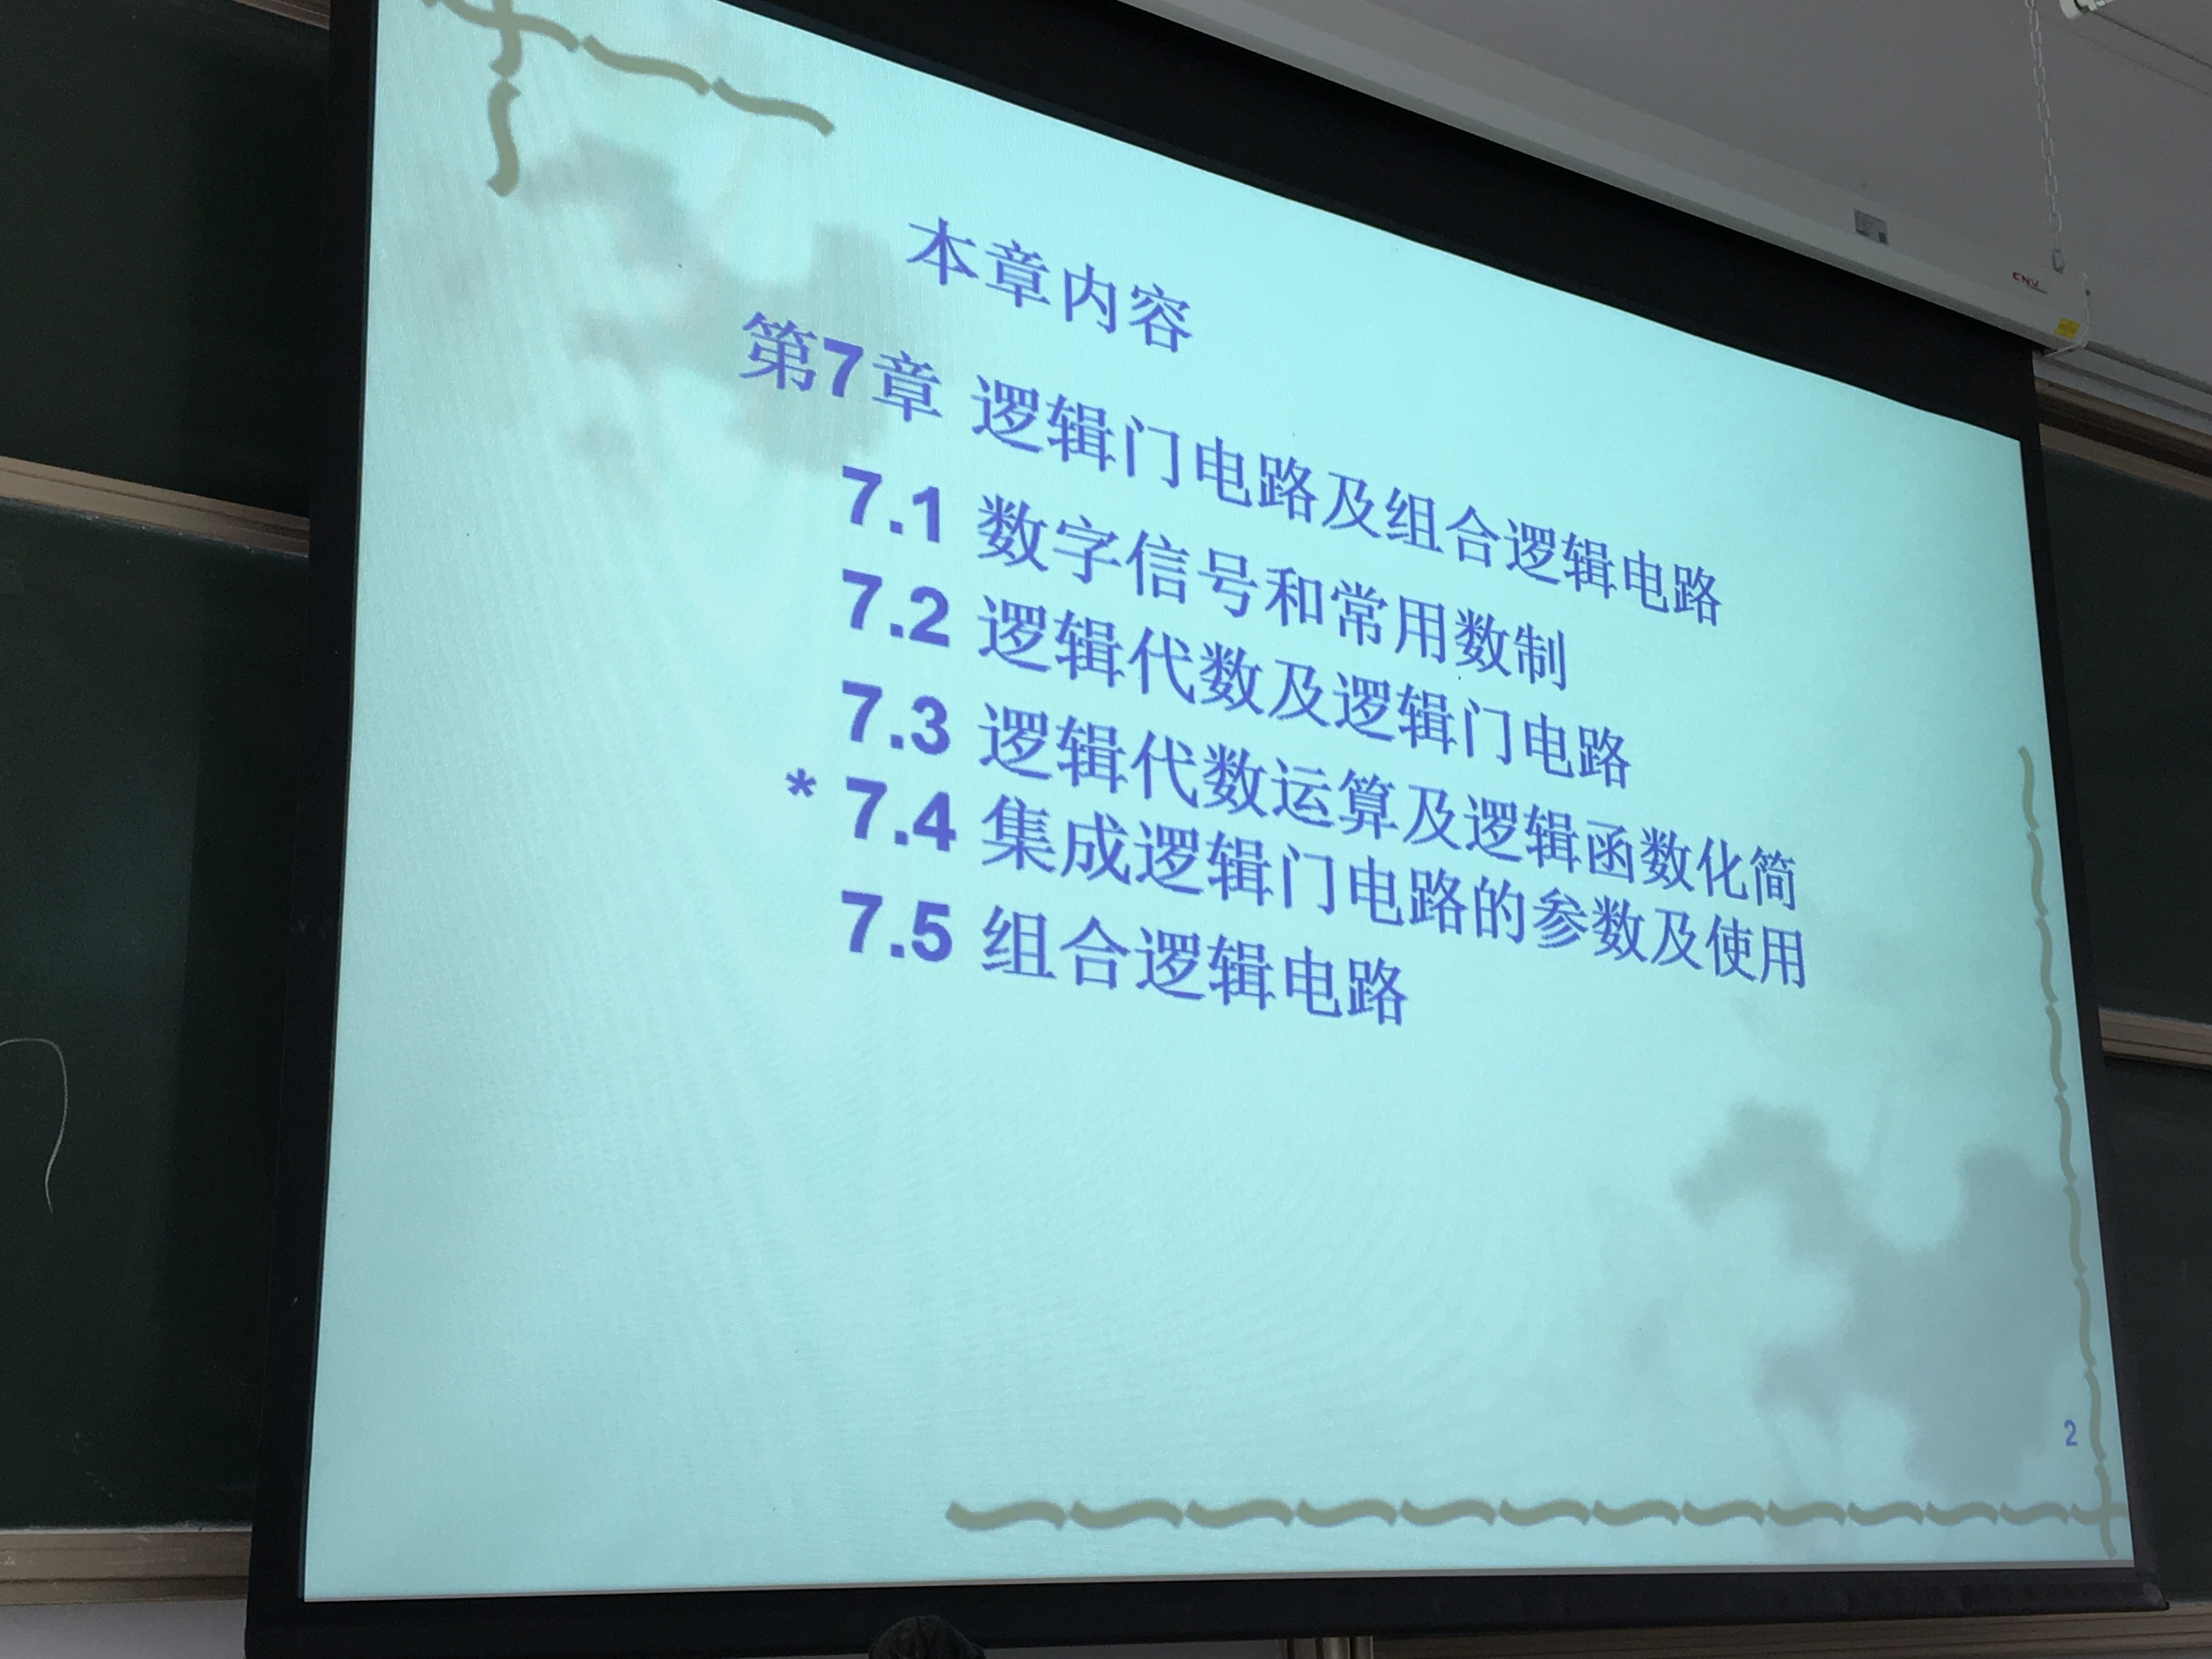 本章内容
第7章 逻辑门电路及组合逻辑电路
7.1 数字信号和常用数制
7.2 逻辑代数及逻辑门电路
7.3 逻辑代数运算及逻辑函数化简
* 7.4 集成逻辑门电路的参数及使用
7.5 组合逻辑电路
2
CNV